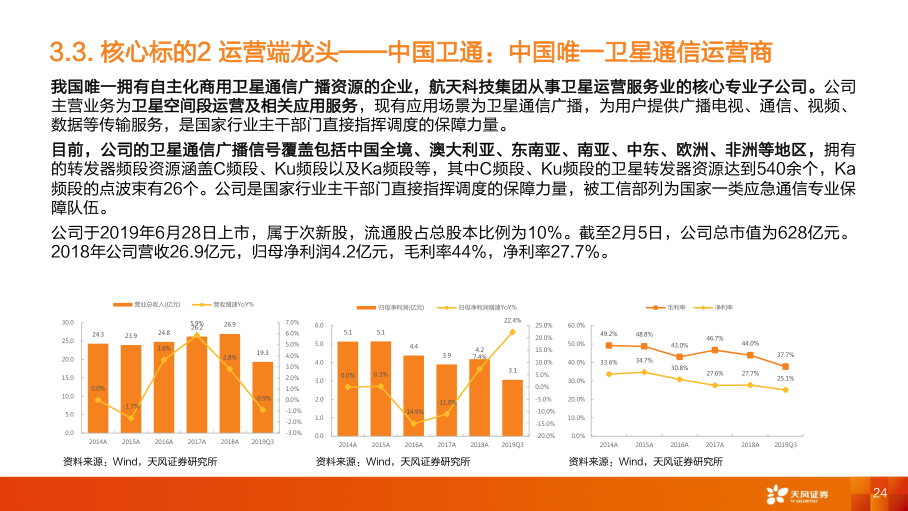 3.3. 核心标的2 运营端龙头——中国卫通：中国唯一卫星通信运营商
我国唯一拥有自主化商用卫星通信广播资源的企业，航天科技集团从事卫星运营服务业的核心专业子公司。公司
主营业务为卫星空间段运营及相关应用服务，现有应用场景为卫星通信广播，为用户提供广播电视、通信、视频、
数据等传输服务，是国家行业主干部门直接指挥调度的保障力量。
目前，公司的卫星通信广播信号覆盖包括中国全境、澳大利亚、东南亚、南亚、中东、欧洲、非洲等地区，拥有
的转发器频段资源涵盖C频段、Ku频段以及Ka频段等，其中C频段、Ku频段的卫星转发器资源达到540余个，Ka
频段的点波束有26个。公司是国家行业主干部门直接指挥调度的保障力量，被工信部列为国家一类应急通信专业保
障队伍。
公司于2019年6月28日上市，属于次新股，流通股占总股本比例为10%。截至2月5日，公司总市值为628亿元。
2018年公司营收26.9亿元，归母净利润4.2亿元，毛利率44%，净利率27.7%。
营业总收入(亿元) 营收增速YoY%
30.0 25.0 20.0 15.0 10.0 5.0 0.0
24.3 23.9 24.8 26.2 26.9 19.3
0.0% -1.7% 3.6% 5.9% 2.8% -0.9%
7.0% 6.0% 5.0% 4.0% 3.0% 2.0% 1.0% 0.0% -1.0% -2.0% -3.0%
2014A 2015A 2016A 2017A 2018A 2019Q3
资料来源：Wind，天风证券研究所
归母净利润(亿元) 归母净利润增速YoY%
6.0 5.0 4.0 3.0 2.0 1.0 0.0
5.1 5.1 4.4 3.9 4.2 3.1
0.0% 0.3% -14.9% -11.0% 7.4% 22.4%
25.0% 20.0% 15.0% 10.0% 5.0% 0.0% -5.0% -10.0% -15.0% -20.0%
2014A 2015A 2016A 2017A 2018A 2019Q3
资料来源：Wind，天风证券研究所
毛利率 净利率
60.0% 50.0% 40.0% 30.0% 20.0% 10.0% 0.0%
49.2% 48.8% 43.0% 46.7% 44.0% 37.7%
33.6% 34.7% 30.8% 27.6% 27.7% 25.1%
2014A 2015A 2016A 2017A 2018A 2019Q3
资料来源：Wind，天风证券研究所
天风证券
TF SECURITIES
24